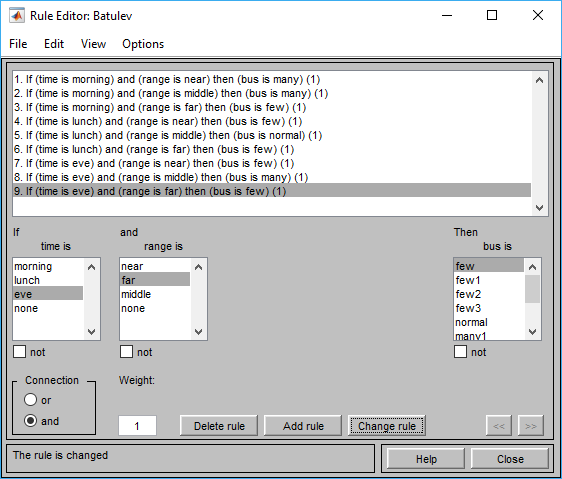 Rule Editor: Batulev
File Edit View Options
1. If (time is morning) and (range is near) then (bus is many) (1)
2. If (time is morning) and (range is middle) then (bus is many) (1)
3. If (time is morning) and (range is far) then (bus is few) (1)
4. If (time is lunch) and (range is near) then (bus is few) (1)
5. If (time is lunch) and (range is middle) then (bus is normal) (1)
6. If (time is lunch) and (range is far) then (bus is few) (1)
7. If (time is eve) and (range is near) then (bus is few) (1)
8. If (time is eve) and (range is middle) then (bus is many) (1)
9. If (time is eve) and (range is far) then (bus is few) (1)
If
time is
morning
lunch
eve
none
not
and
range is
near
far
middle
none
not
Then
bus is
few
few1
few2
few3
normal
many1
not
Connection
or
and
Weight:
1
Delete rule
Add rule
Change rule
<<
>>
The rule is changed
Help
Close